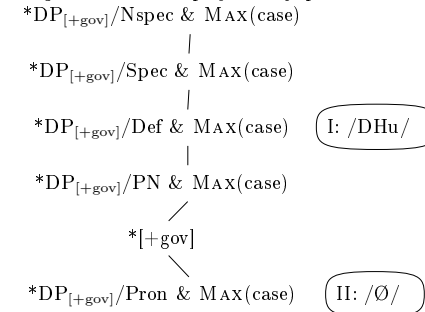 *DP[+gov]/Nspec & MAX(case)
*DP[+gov]/Spec & MAX(case)
*DP[+gov]/Def & MAX(case) I: /DHu/
*DP[+gov]/PN & MAX(case)
*[+gov]
*DP[+gov]/Pron & MAX(case) II: /Ø/